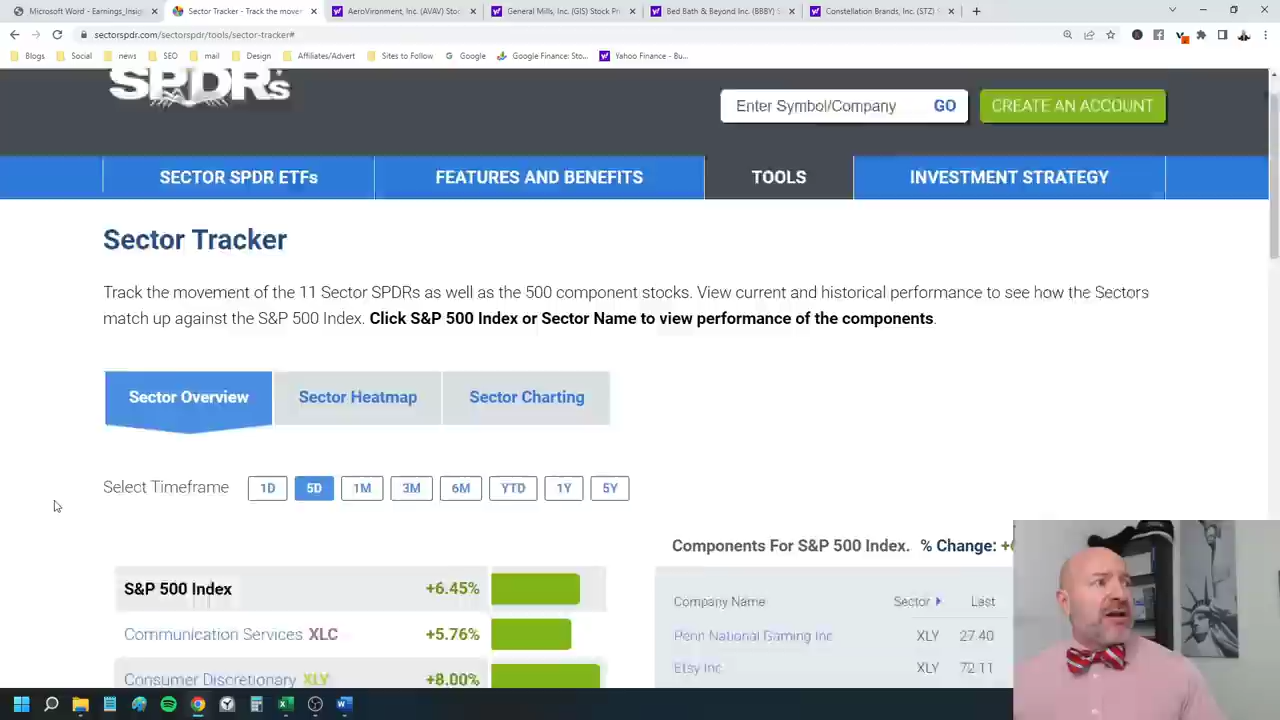 Microsoft Word - Earnings_Insigh
Sector Tracker - Track the mover
AeroVironment, Inc. (AVAV) Stoc
General Mills, Inc. (GIS) Stock Pri
Bed Bath & Beyond Inc. (BBBY) S
Constellation Brands, Inc. (STZ) S
sectorspdr.com/sectorspdr/tools/sector-tracker#
Blogs
Social
news
SEO
mail
Design
Affiliates/Advert
Sites to Follow
Google
Google Finance: Sto...
Yahoo Finance - Bu...
SPDRs
Enter Symbol/Company
GO
CREATE AN ACCOUNT
SECTOR SPDR ETFs
FEATURES AND BENEFITS
TOOLS
INVESTMENT STRATEGY
Sector Tracker
Track the movement of the 11 Sector SPDRs as well as the 500 component stocks. View current and historical performance to see how the Sectors
match up against the S&P 500 Index. Click S&P 500 Index or Sector Name to view performance of the components.
Sector Overview
Sector Heatmap
Sector Charting
Select Timeframe
1D
5D
1M
3M
6M
YTD
1Y
5Y
Components For S&P 500 Index. % Change:
S&P 500 Index +6.45%
Communication Services XLC +5.76%
Consumer Discretionary XLY +8.00%
Company Name Sector Last
Penn National Gaming Inc XLY 27.40
Etsy Inc XLY 72.11